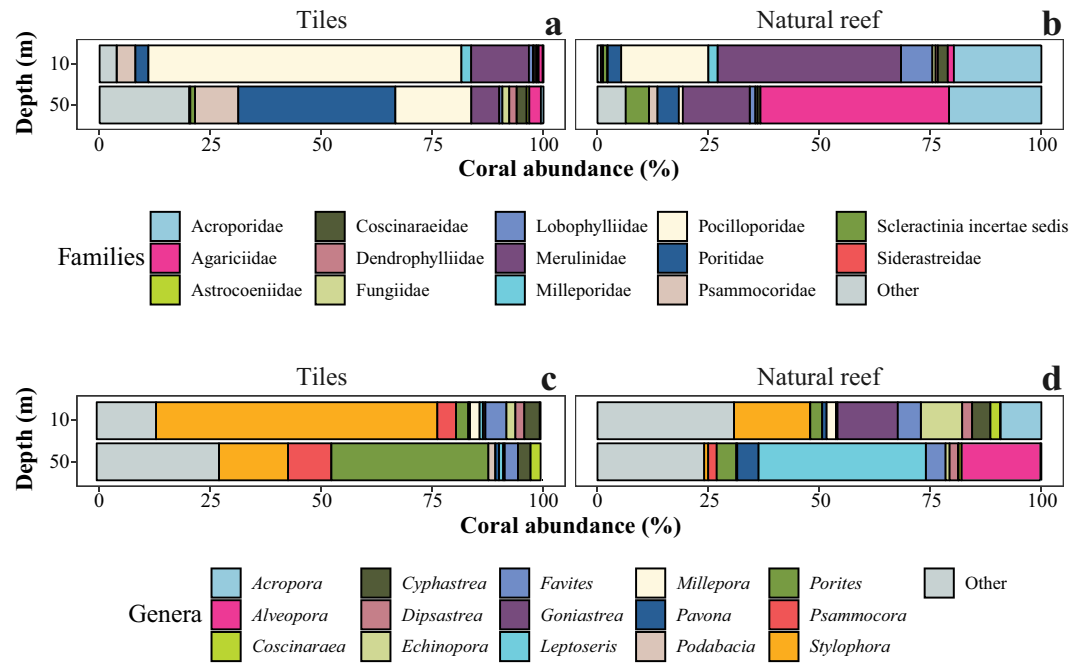 Tiles a Natural reef b
Depth (m)
10
50
0 25 50 75 100 0 25 50 75 100
Coral abundance (%)
Families
Acroporidae Coscinaraeidae Lobophylliidae Pocilloporidae Scleractinia incertae sedis
Agariciidae Dendrophylliidae Merulinidae Poritidae Siderastreidae
Astrocoeniidae Fungiidae Milleporidae Psammocoridae Other
Tiles c Natural reef d
Depth (m)
10
50
0 25 50 75 100 0 25 50 75 100
Coral abundance (%)
Genera
Acropora Cyphastrea Favites Millepora Porites Other
Alveopora Dipsastrea Goniastrea Pavona Psammocora
Coscinaraea Echinopora Leptoseris Podabacia Stylophora